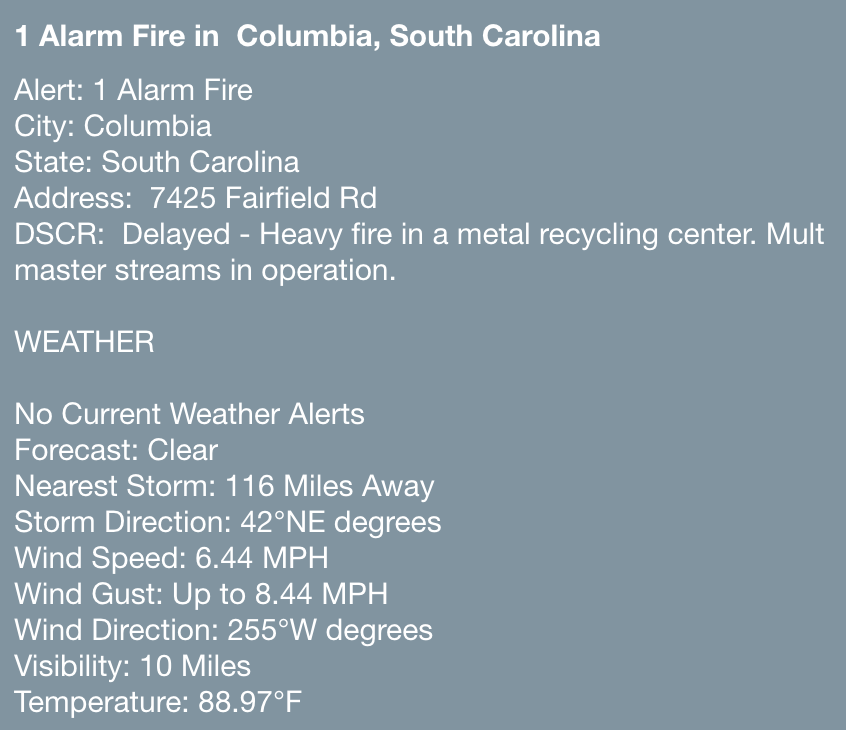 1 Alarm Fire in  Columbia, South Carolina
Alert: 1 Alarm Fire
City: Columbia
State: South Carolina
Address:  7425 Fairfield Rd
DSCR:  Delayed - Heavy fire in a metal recycling center. Mult
master streams in operation.
WEATHER
No Current Weather Alerts
Forecast: Clear
Nearest Storm: 116 Miles Away
Storm Direction: 42°NE degrees
Wind Speed: 6.44 MPH
Wind Gust: Up to 8.44 MPH
Wind Direction: 255°W degrees
Visibility: 10 Miles
Temperature: 88.97°F